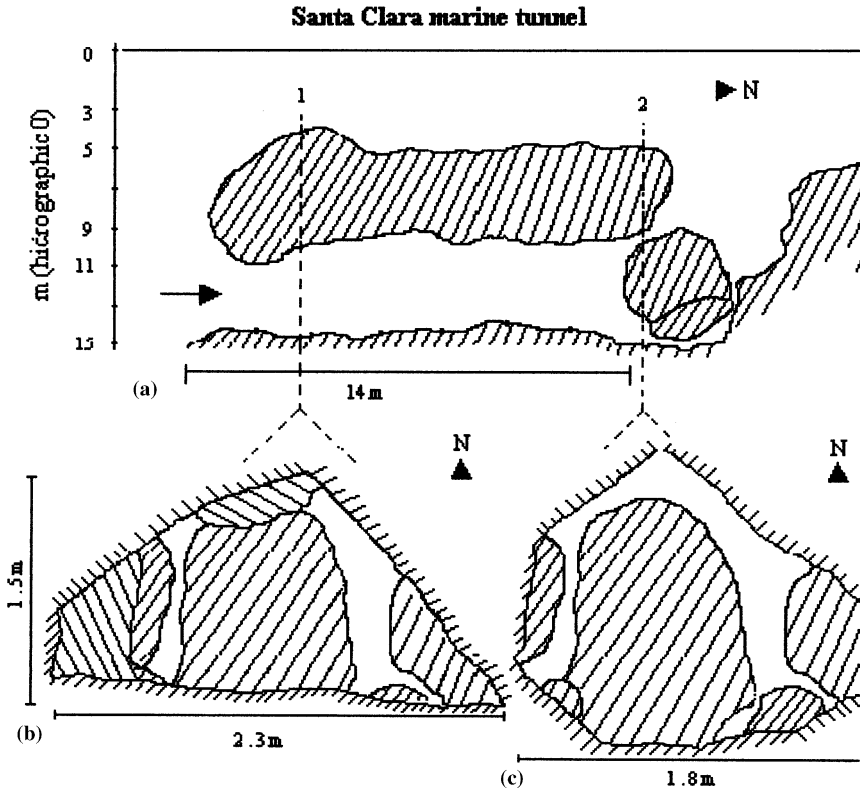 Santa Clara marine tunnel
0
N
1
2
3
5
9
11
15
m (hidrographic 0)
(a)
14 m
N
N
1.5m
(b)
2.3m
(c)
1.8m